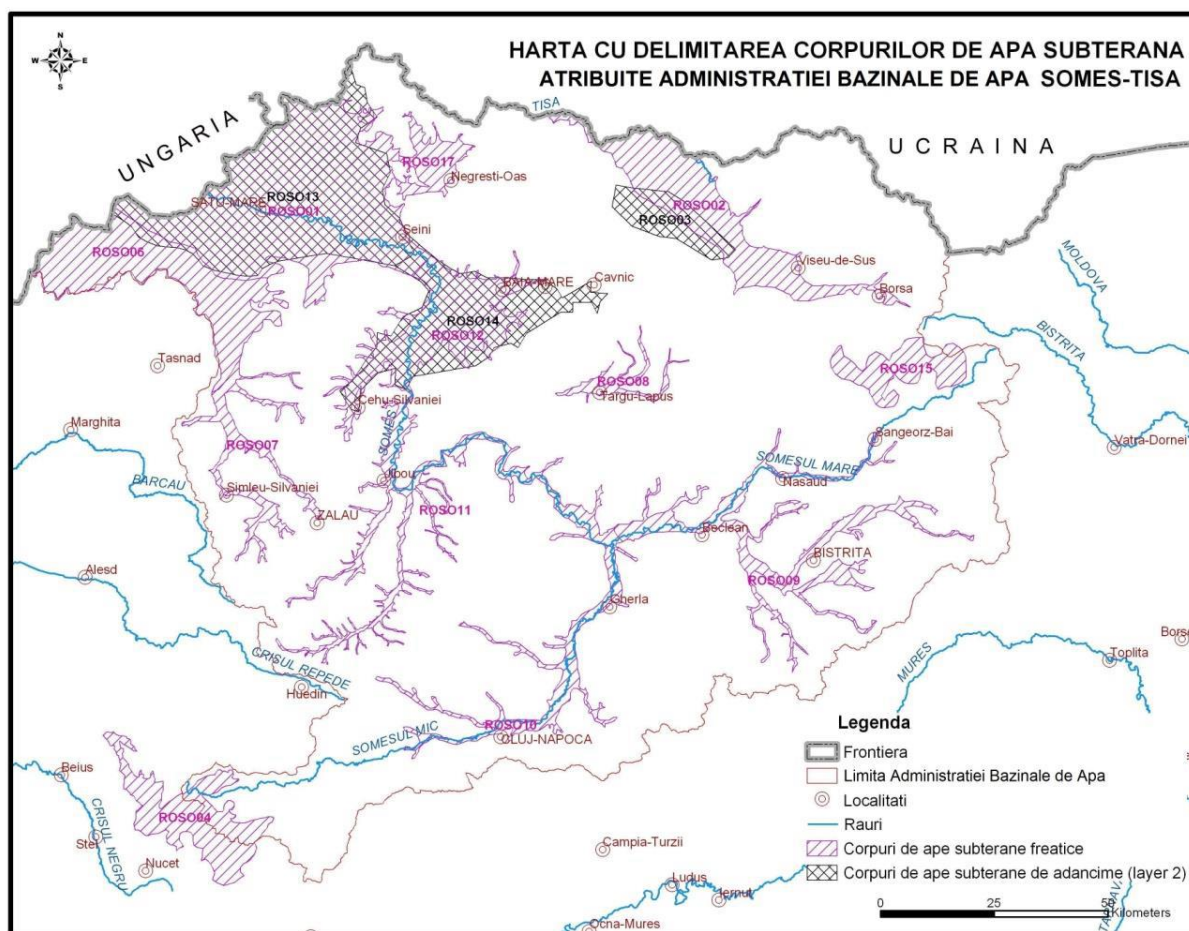 HARTA CU DELIMITAREA CORPURILOR DE APA SUBTERANA
ATRIBUITE ADMINISTRATIEI BAZINALE DE APA SOMES-TISA
N
W E
S
UNGARIA
TISA
UCRAINA
ROSO17
Negresti-Oas
ROSO13
SATU-MARE
ROSO01
ROSO02
ROSO03
Seini
ROSO06
MOLDOVA
Viseu-de-Sus
BAIA-MARE
Cavnic
Borsa
BISTRITA
ROSO14
ROSO12
Tasnad
ROSO15
ROSO08
Targu-Lapus
Cehu-Silvaniei
SOMES
Marghita
ROSO07
Sangeorz-Bai
Vatra-Dornei
SOMESUL MARE
BARCAU
Jibou
Nasaud
Simleu-Silvaniei
ROSO11
ZALAU
Beclean
BISTRITA
Alesd
ROSO09
Gherla
CRISUL REPEDE
MURES
Toplita
Huedin
ROSO10
CLUJ-NAPOCA
SOMESUL MIC
Beius
ROSO04
CRISUL NEGRU
Stei
Nucet
Campia-Turzii
Ludus
Iernut
Ocna-Mures
Legenda
Frontiera
Limita Administratiei Bazinale de Apa
Localitati
Rauri
Corpuri de ape subterane freatice
Corpuri de ape subterane de adancime (layer 2)
0 25 50
Kilometers